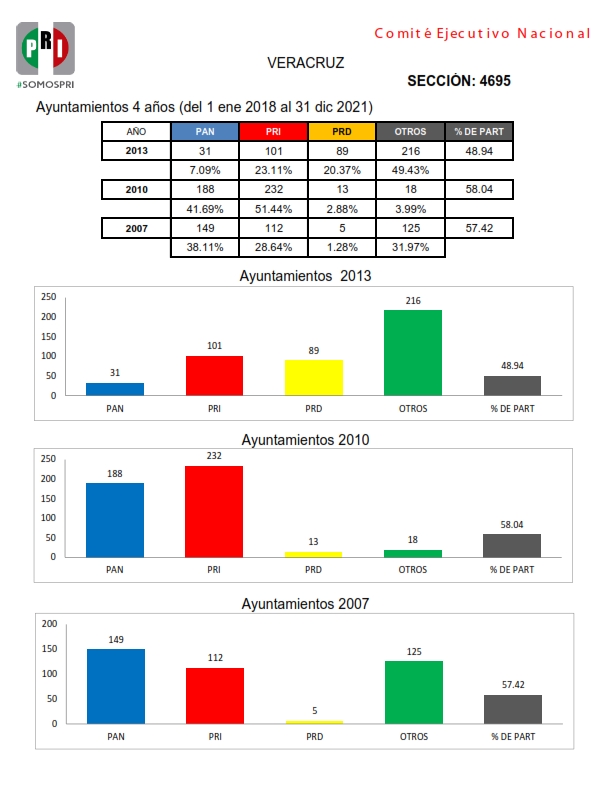 Comité Ejecutivo Nacional
PRI
#SOMOSPRI
VERACRUZ
SECCIÓN: 4695
Ayuntamientos 4 años (del 1 ene 2018 al 31 dic 2021)
AÑO PAN PRI PRD OTROS % DE PART
2013 31 101 89 216 48.94
7.09% 23.11% 20.37% 49.43%
2010 188 232 13 18 58.04
41.69% 51.44% 2.88% 3.99%
2007 149 112 5 125 57.42
38.11% 28.64% 1.28% 31.97%
Ayuntamientos 2013
250
200
150
100
50
0
31 101 89 216 48.94
PAN PRI PRD OTROS % DE PART
Ayuntamientos 2010
250
200
150
100
50
0
188 232 13 18 58.04
PAN PRI PRD OTROS % DE PART
Ayuntamientos 2007
200
150
100
50
0
149 112 5 125 57.42
PAN PRI PRD OTROS % DE PART